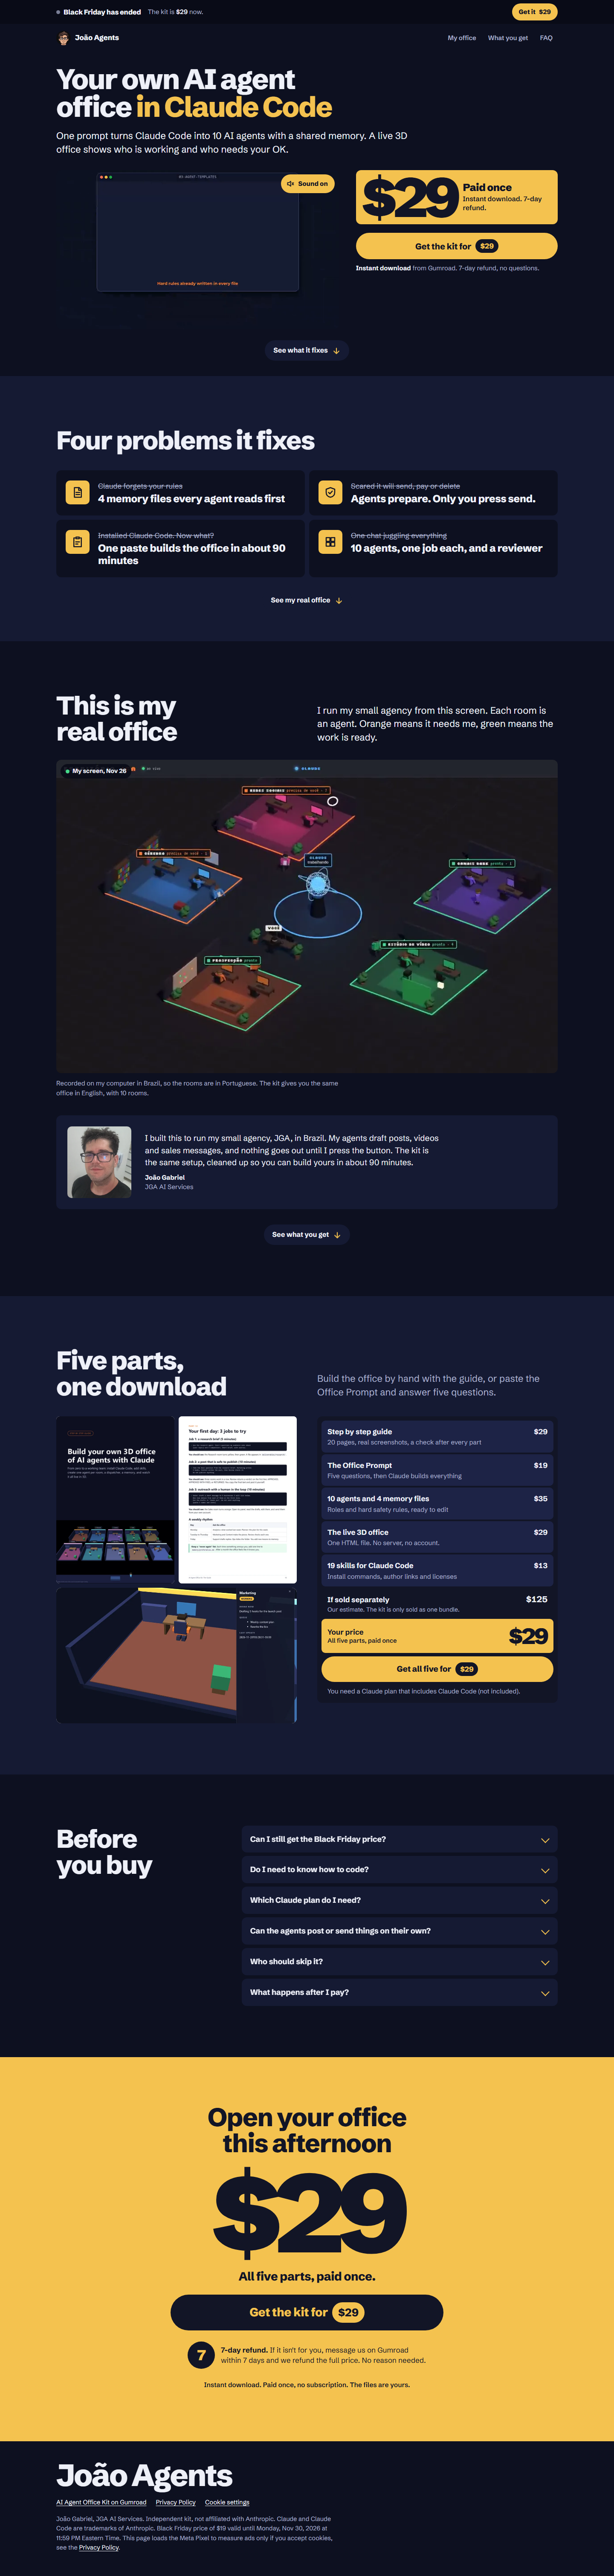 Black Friday has ended
The kit is $29 now.
Get it $29
João Agents
My office
What you get
FAQ
Your own AI agent
office in Claude Code
One prompt turns Claude Code into 10 AI agents with a shared memory. A live 3D
office shows who is working and who needs your OK.
Sound on
Hard rules already written in every file
$29
Paid once
Instant download. 7-day
refund.
Get the kit for $29
Instant download from Gumroad. 7-day refund, no questions.
See what it fixes
Four problems it fixes
Claude forgets your rules
4 memory files every agent reads first
Scared it will send, pay or delete
Agents prepare. Only you press send.
Installed Claude Code. Now what?
One paste builds the office in about 90
minutes
One chat juggling everything
10 agents, one job each, and a reviewer
See my real office
This is my
real office
I run my small agency from this screen. Each room is
an agent. Orange means it needs me, green means the
work is ready.
My screen, Nov 26
CLAUDE
CLAUDE
VOCÊ
Recorded on my computer in Brazil, so the rooms are in Portuguese. The kit gives you the same
office in English, with 10 rooms.
I built this to run my small agency, JGA, in Brazil. My agents draft posts, videos
and sales messages, and nothing goes out until I press the button. The kit is
the same setup, cleaned up so you can build yours in about 90 minutes.
João Gabriel
JGA AI Services
See what you get
Five parts,
one download
Build the office by hand with the guide, or paste the
Office Prompt and answer five questions.
Build your own 3D office
of AI agents with Claude
Your first day: 3 jobs to try
A weekly rhythm
Marketing
Step by step guide
$29
20 pages, real screenshots, a check after every part
The Office Prompt
$19
Five questions, then Claude builds everything
10 agents and 4 memory files
$35
Roles and hard safety rules, ready to edit
The live 3D office
$29
One HTML file. No server, no account.
19 skills for Claude Code
$13
Install commands, author links and licenses
If sold separately
$125
Our estimate. The kit is only sold as one bundle.
Your price
All five parts, paid once
$29
Get all five for $29
You need a Claude plan that includes Claude Code (not included).
Before
you buy
Can I still get the Black Friday price?
Do I need to know how to code?
Which Claude plan do I need?
Can the agents post or send things on their own?
Who should skip it?
What happens after I pay?
Open your office
this afternoon
$29
All five parts, paid once.
Get the kit for $29
7
7-day refund. If it isn't for you, message us on Gumroad
within 7 days and we refund the full price. No reason needed.
Instant download. Paid once, no subscription. The files are yours.
João Agents
AI Agent Office Kit on Gumroad
Privacy Policy
Cookie settings
João Gabriel, JGA AI Services. Independent kit, not affiliated with Anthropic. Claude and Claude
Code are trademarks of Anthropic. Black Friday price of $19 valid until Monday, Nov 30, 2026 at
11:59 PM Eastern Time. This page loads the Meta Pixel to measure ads only if you accept cookies,
see the Privacy Policy.